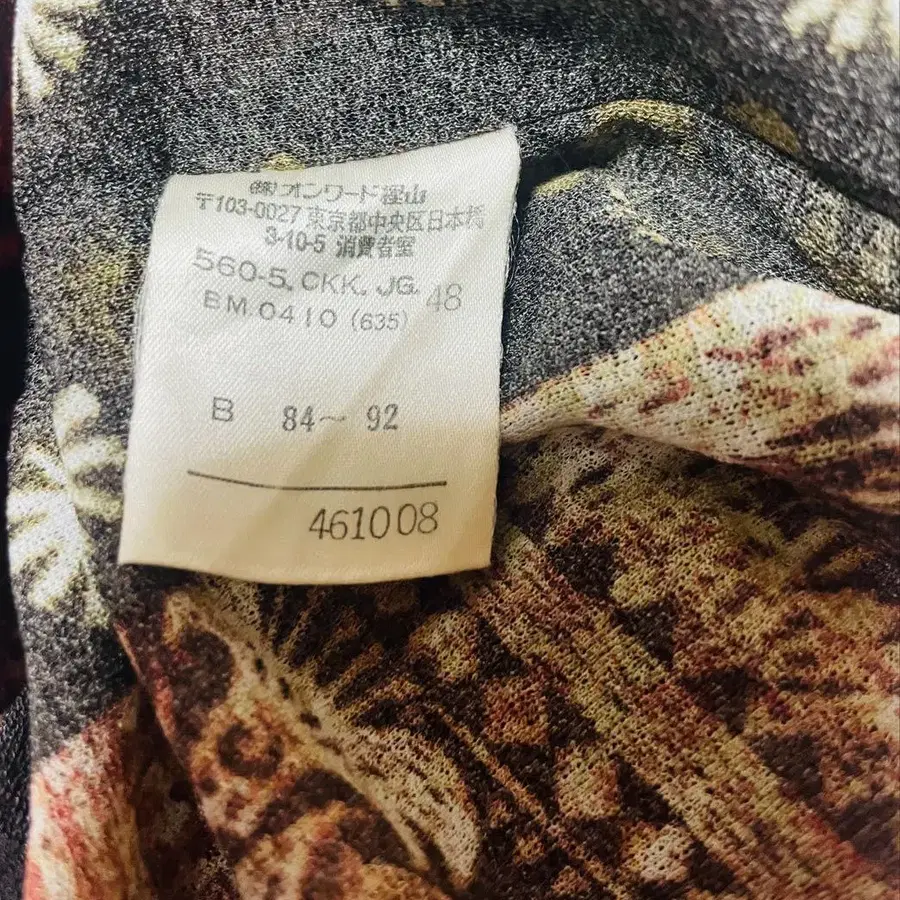 ㈱オンワード樫山
〒103-0027 東京都中央区日本橋
3-10-5 消費者室
560-5. CKK. JG. 48
BM 0410 (635)
B 84～92
461008